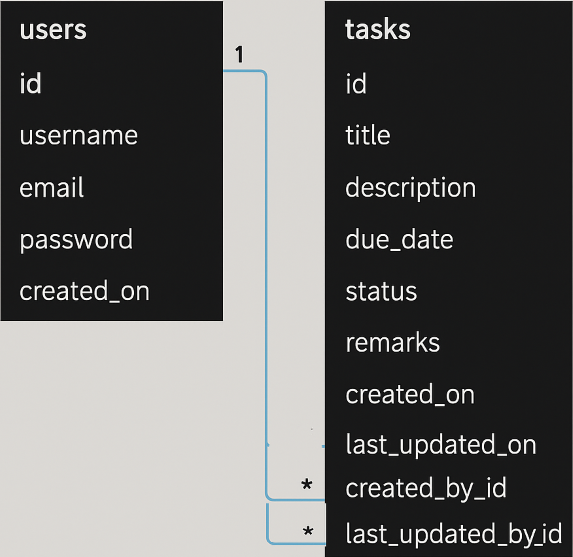 users
id
username
email
password
created_on
1
tasks
id
title
description
due_date
status
remarks
created_on
last_updated_on
* created_by_id
* last_updated_by_id